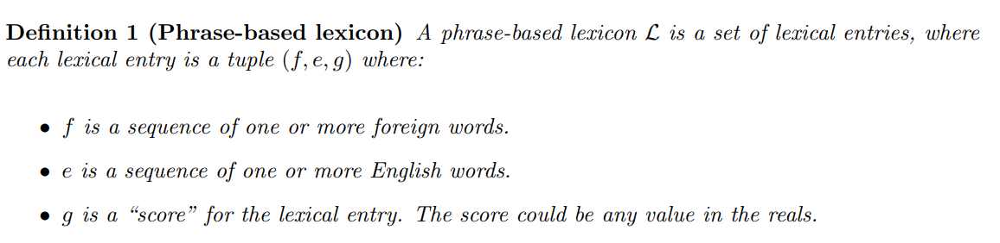 Definition 1 (Phrase-based lexicon) A phrase-based lexicon ℒ is a set of lexical entries, where
each lexical entry is a tuple (f, e, g) where:
• f is a sequence of one or more foreign words.
• e is a sequence of one or more English words.
• g is a “score” for the lexical entry. The score could be any value in the reals.